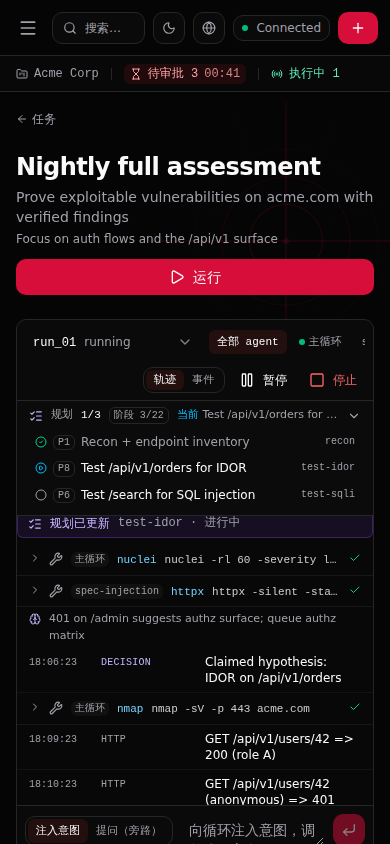 搜索... Connected
Acme Corp 待审批 3 00:41 执行中 1
← 任务
Nightly full assessment
Prove exploitable vulnerabilities on acme.com with
verified findings
Focus on auth flows and the /api/v1 surface
运行
run_01 running 全部 agent 主循环
轨迹 事件 暂停 停止
规划 1/3 阶段 3/22 当前 Test /api/v1/orders for ...
P1 Recon + endpoint inventory recon
P8 Test /api/v1/orders for IDOR test-idor
P6 Test /search for SQL injection test-sqli
规划已更新 test-idor · 进行中
主循环 nuclei nuclei -rl 60 -severity l...
spec-injection httpx httpx -silent -sta...
401 on /admin suggests authz surface; queue authz
matrix
18:06:23 DECISION Claimed hypothesis:
IDOR on /api/v1/orders
主循环 nmap nmap -sV -p 443 acme.com
18:09:23 HTTP GET /api/v1/users/42 =>
200 (role A)
18:10:23 HTTP GET /api/v1/users/42
(anonymous) => 401
注入意图 提问（旁路） 向循环注入意图，调